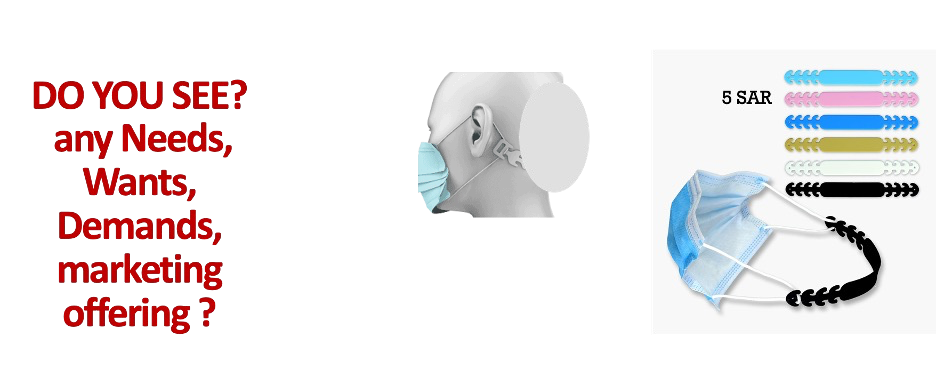 DO YOU SEE?
any Needs,
Wants,
Demands,
marketing
offering ?
5 SAR